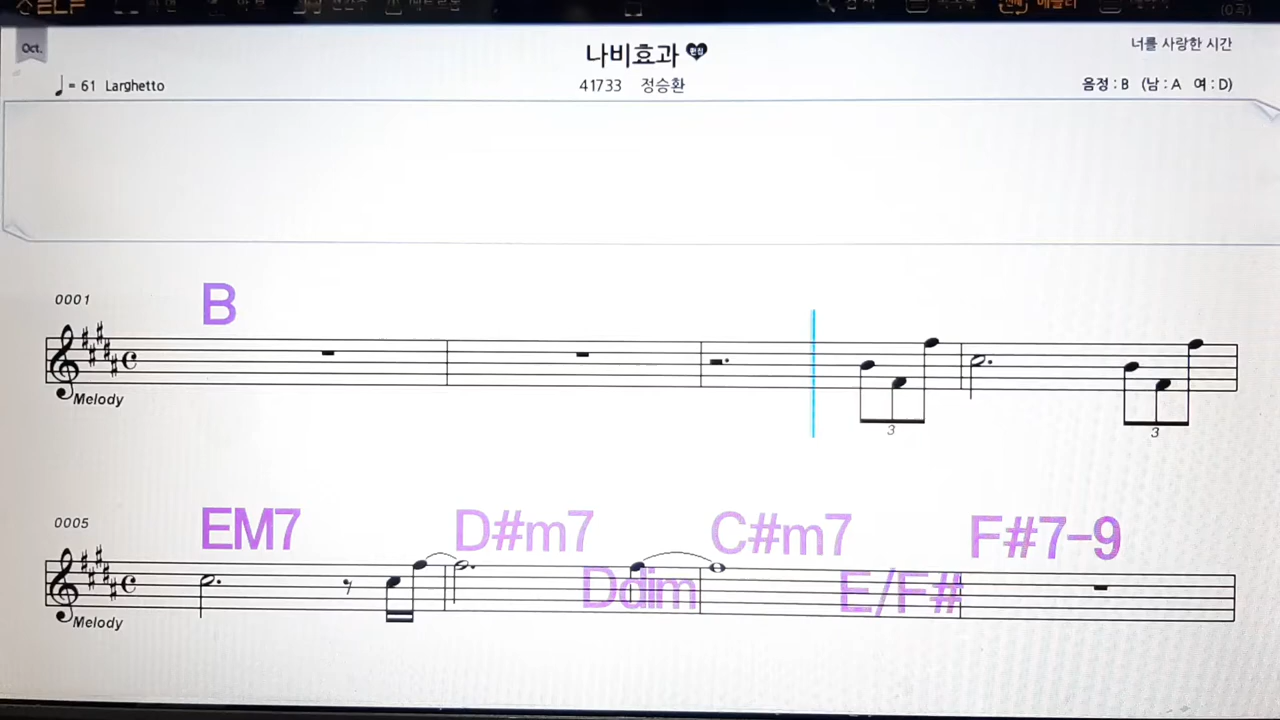 Oct.
나비효과
너를 사랑한 시간
= 61 Larghetto
41733 정승환
음정 : B (남 : A 여 : D)
0001
B
Melody
3
3
0005
EM7 D#m7 C#m7 F#7-9
Ddim E/F#
Melody